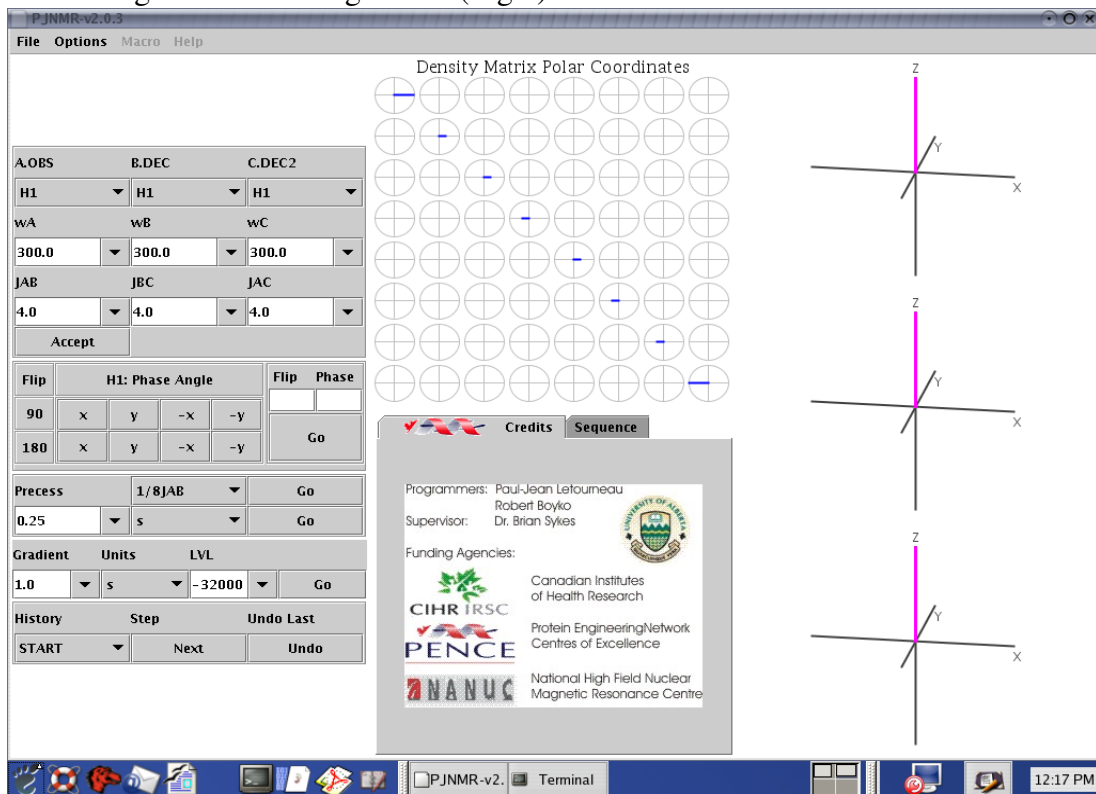 PJNMR-v2.0.3
File Options Macro Help
Density Matrix Polar Coordinates
A.OBS B.DEC C.DEC2
H1 H1 H1
wA wB wC
300.0 300.0 300.0
JAB JBC JAC
4.0 4.0 4.0
Accept
Flip H1: Phase Angle Flip Phase
90 x y -x -y
180 x y -x -y
Go
Precess 1/8JAB Go
0.25 s Go
Gradient Units LVL
1.0 s -32000 Go
History Step Undo Last
START Next Undo
Credits Sequence
Programmers: Paul-Jean Letourneau
Robert Boyko
Supervisor: Dr. Brian Sykes
UNIVERSITY OF ALBERTA
Funding Agencies:
CIHR IRSC
Canadian Institutes
of Health Research
PENCE
Protein EngineeringNetwork
Centres of Excellence
NANUC
National High Field Nuclear
Magnetic Resonance Centre
Z
Y
X
Z
Y
X
Z
Y
X
PJNMR-v2. Terminal
12:17 PM